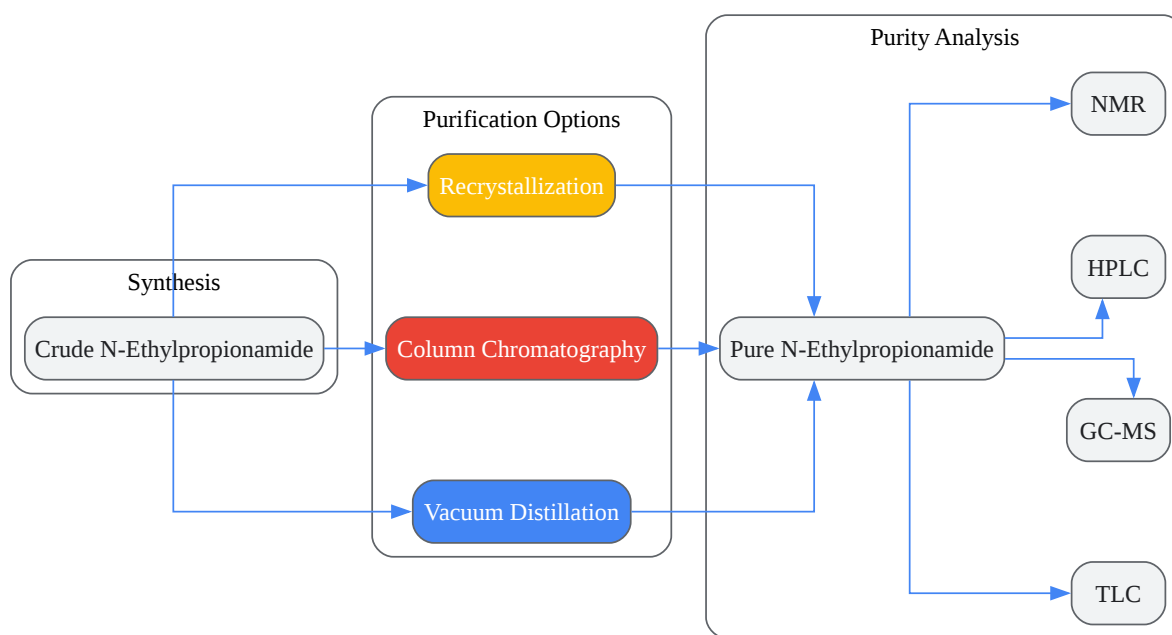 Synthesis
Crude N-Ethylpropionamide
Purification Options
Recrystallization
Column Chromatography
Vacuum Distillation
Purity Analysis
Pure N-Ethylpropionamide
NMR
HPLC
GC-MS
TLC